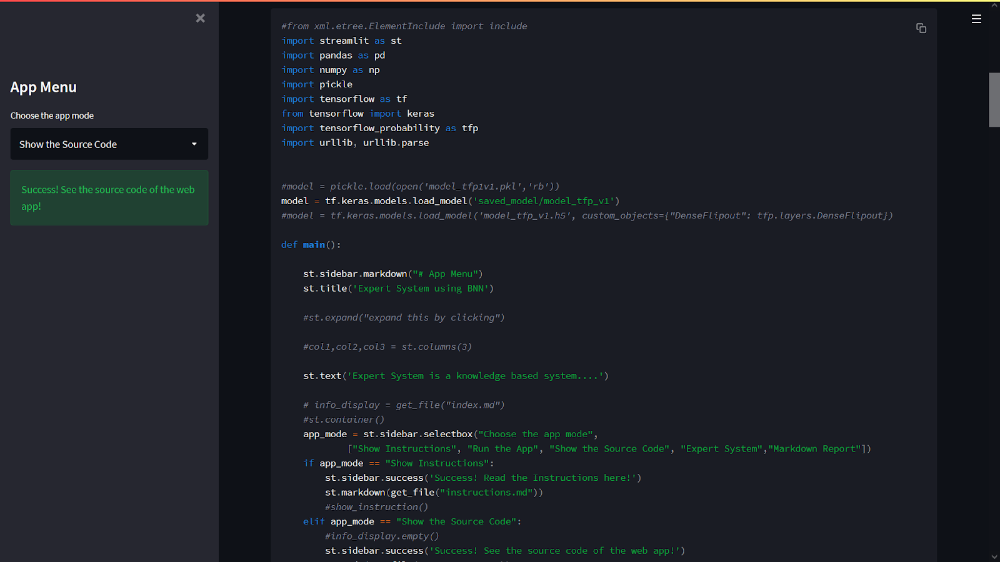 App Menu
Choose the app mode
Show the Source Code
Success! See the source code of the web
app!
#from xml.etree.ElementInclude import include
import streamlit as st
import pandas as pd
import numpy as np
import pickle
import tensorflow as tf
from tensorflow import keras
import tensorflow_probability as tfp
import urllib, urllib.parse
#model = pickle.load(open('model_tfp1v1.pkl','rb'))
model = tf.keras.models.load_model('saved_model/model_tfp_v1')
#model = tf.keras.models.load_model('model_tfp_v1.h5', custom_objects={"DenseFlipout": tfp.layers.DenseFlipout})
def main():
st.sidebar.markdown("# App Menu")
st.title('Expert System using BNN')
#st.expand("expand this by clicking")
#col1,col2,col3 = st.columns(3)
st.text('Expert System is a knowledge based system....')
# info_display = get_file("index.md")
#st.container()
app_mode = st.sidebar.selectbox("Choose the app mode",
["Show Instructions", "Run the App", "Show the Source Code", "Expert System","Markdown Report"])
if app_mode == "Show Instructions":
st.sidebar.success('Success! Read the Instructions here!')
st.markdown(get_file("instructions.md"))
#show_instruction()
elif app_mode == "Show the Source Code":
#info_display.empty()
st.sidebar.success('Success! See the source code of the web app!')